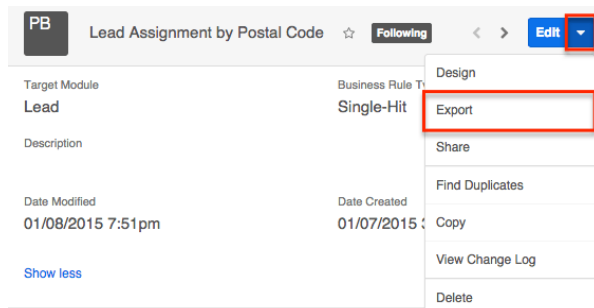 PB
Lead Assignment by Postal Code
Following
Edit
Target Module
Business Rule
Lead
Single-Hit
Description
Date Modified
Date Created
01/08/2015 7:51pm
01/07/2015
Show less
Design
Export
Share
Find Duplicates
Copy
View Change Log
Delete